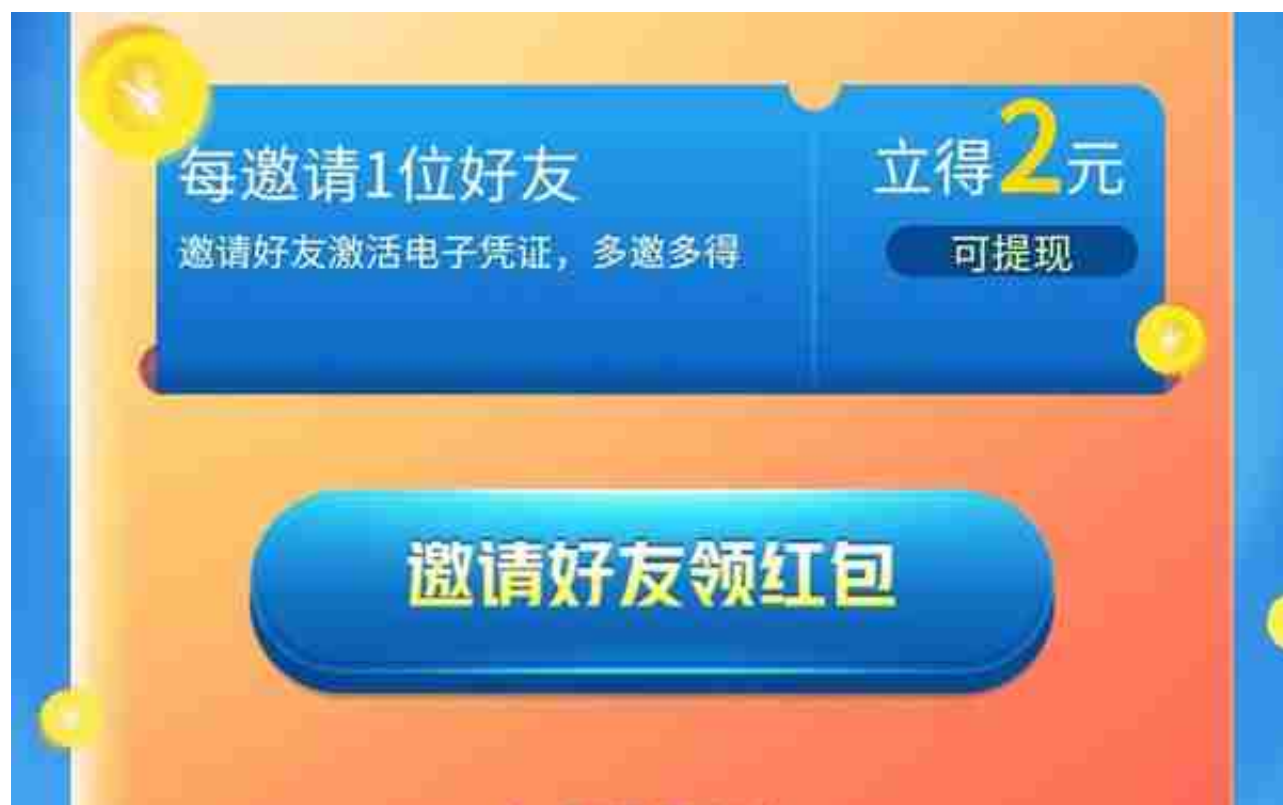 每邀请1位好友
立得2元
邀请好友激活电子凭证，多邀多得
可提现
邀请好友领红包